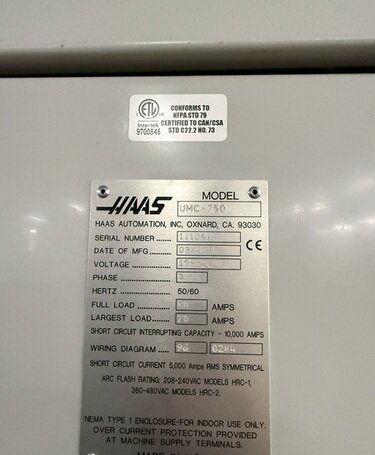 ETL
Intertek
9700845
CONFORMS TO
NFPA STD 79
CERTIFIED TO CAN/CSA
STD C22.2 NO. 73
HAAS
MODEL
UMC-750
HAAS AUTOMATION, INC, OXNARD, CA. 93030
SERIAL NUMBER
DATE OF MFG
CE
VOLTAGE
PHASE 3
HERTZ 50/60
FULL LOAD AMPS
LARGEST LOAD AMPS
SHORT CIRCUIT INTERRUPTING CAPACITY - 10,000 AMPS
WIRING DIAGRAM 96
SHORT CIRCUIT CURRENT 5,000 Amps RMS SYMMETRICAL
ARC FLASH RATING: 208-240VAC MODELS HRC-1,
360-480VAC MODELS HRC-2.
NEMA TYPE 1 ENCLOSURE-FOR INDOOR USE ONLY.
OVER CURRENT PROTECTION PROVIDED
AT MACHINE SUPPLY TERMINALS.